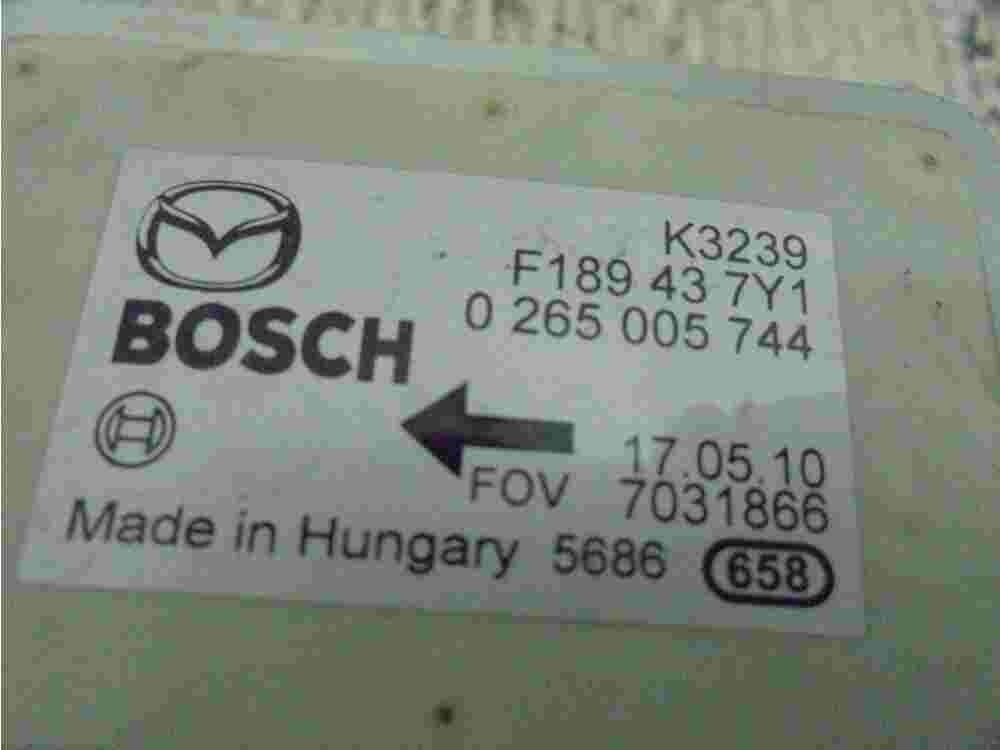 K3239
F189 43 7Y1
BOSCH 0 265 005 744
17.05.10
FOV 7031866
Made in Hungary 5686 658